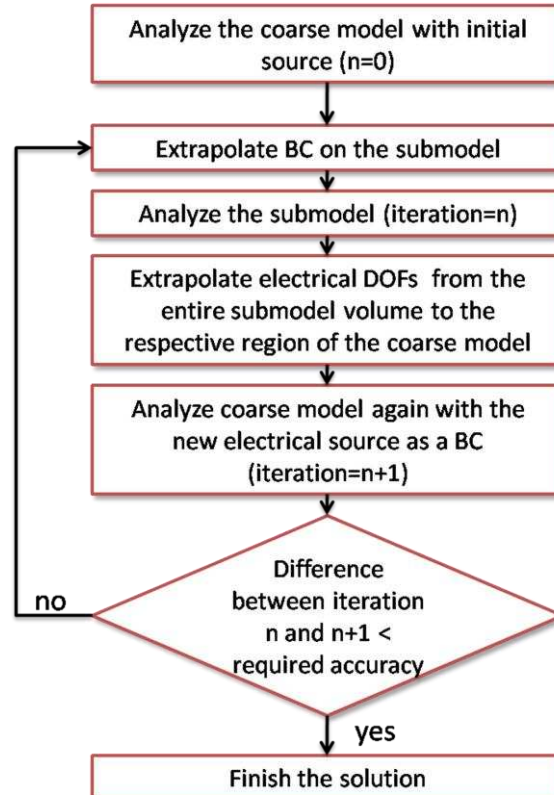 Analyze the coarse model with initial
source (n=0)
Extrapolate BC on the submodel
Analyze the submodel (iteration=n)
Extrapolate electrical DOFs from the
entire submodel volume to the
respective region of the coarse model
Analyze coarse model again with the
new electrical source as a BC
(iteration=n+1)
Difference
between iteration
n and n+1 <
required accuracy
no
yes
Finish the solution